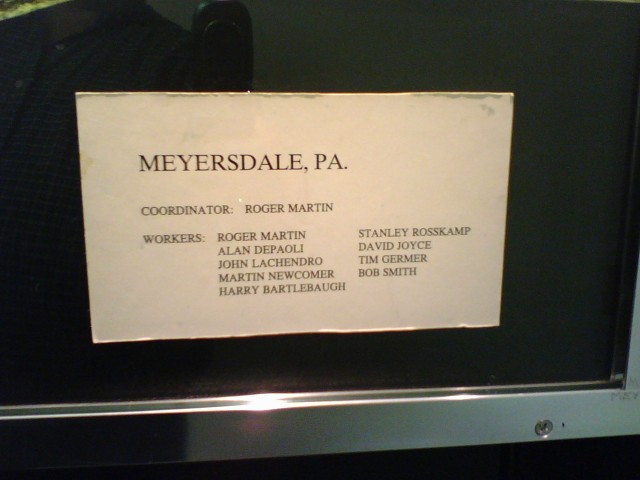 MEYERSDALE, PA.
COORDINATOR: ROGER MARTIN
WORKERS: ROGER MARTIN
ALAN DEPAOLI
JOHN LACHENDRO
MARTIN NEWCOMER
HARRY BARTLEBAUGH
STANLEY ROSSKAMP
DAVID JOYCE
TIM GERMER
BOB SMITH